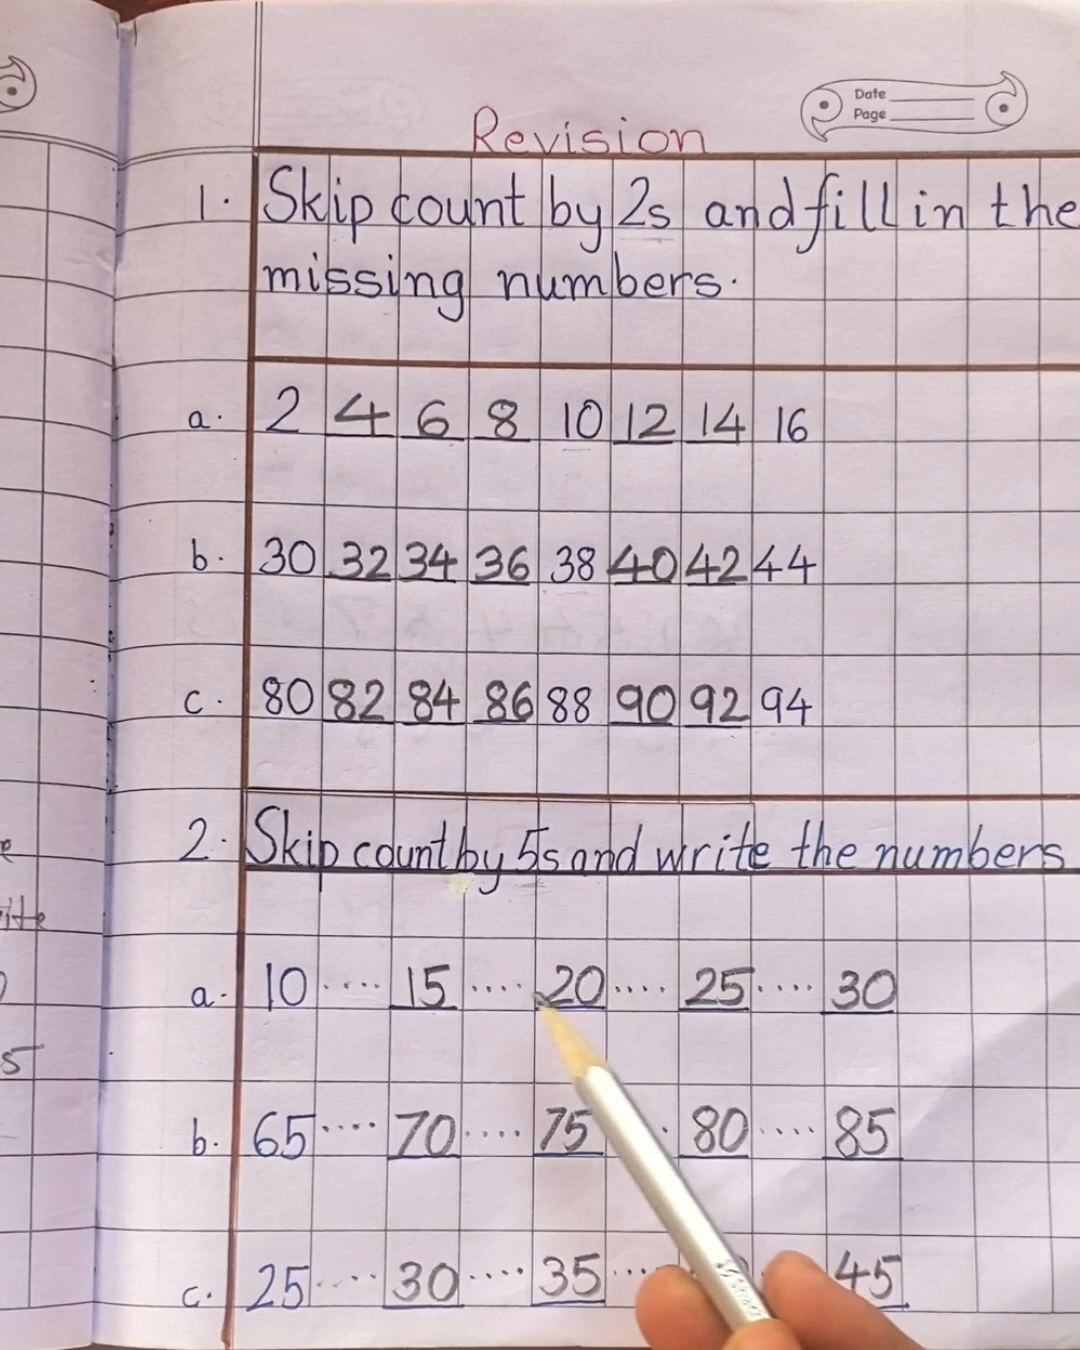 Date
Page
Revision
1. Skip count by 2s and fill in the
missing numbers.
a. 2 4 6 8 10 12 14 16
b. 30 32 34 36 38 40 42 44
c. 80 82 84 86 88 90 92 94
2. Skip count by 5s and write the numbers
a. 10 .... 15 .... 20 .... 25 .... 30
b. 65 .... 70 .... 75 . 80 .... 85
c. 25 .... 30 .... 35 ... 45
5